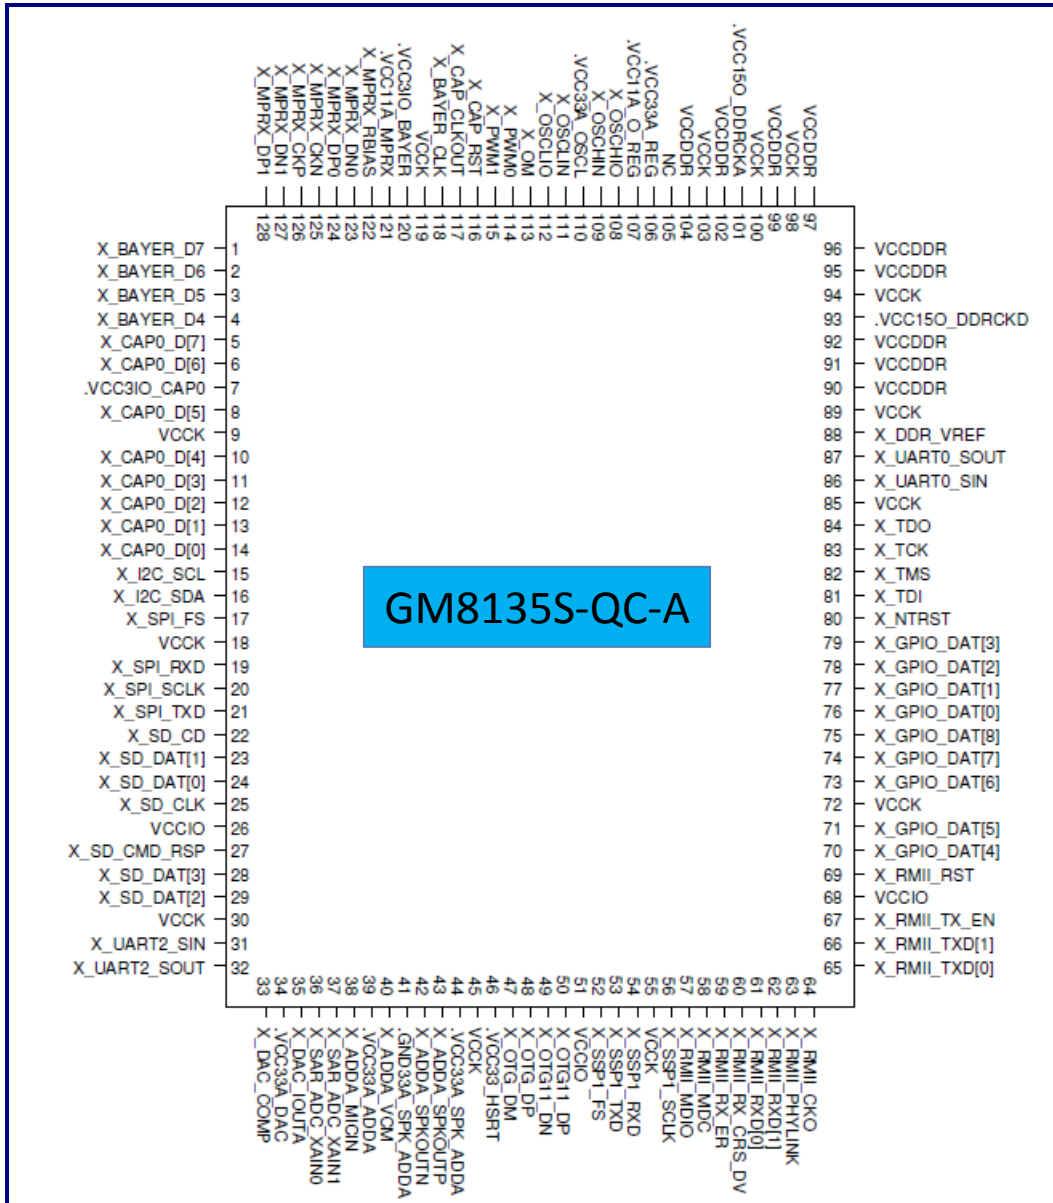 X_MPRX_DP1 128
X_MPRX_DN1 127
X_MPRX_CKP 126
X_MPRX_CKN 125
X_MPRX_DP0 124
X_MPRX_DN0 123
X_MPRX_RBIAS 122
.VCC11A_MPRX 121
.VCC3IO_BAYER 120
VCCK 119
X_BAYER_CLK 118
X_CAP_CLKOUT 117
X_CAP_RST 116
X_PWM1 115
X_PWM0 114
X_OM 113
X_OSCLIO 112
X_OSCLIN 111
.VCC33A_OSCL 110
X_OSCHIN 109
X_OSCHIO 108
.VCC11A_O_REG 107
.VCC33A_REG 106
NC 105
VCCDDR 104
VCCK 103
VCCDDR 102
.VCC15O_DDRCKA 101
VCCK 100
VCCDDR 99
VCCK 98
VCCDDR 97
X_BAYER_D7 1
X_BAYER_D6 2
X_BAYER_D5 3
X_BAYER_D4 4
X_CAP0_D[7] 5
X_CAP0_D[6] 6
.VCC3IO_CAP0 7
X_CAP0_D[5] 8
VCCK 9
X_CAP0_D[4] 10
X_CAP0_D[3] 11
X_CAP0_D[2] 12
X_CAP0_D[1] 13
X_CAP0_D[0] 14
X_I2C_SCL 15
X_I2C_SDA 16
X_SPI_FS 17
VCCK 18
X_SPI_RXD 19
X_SPI_SCLK 20
X_SPI_TXD 21
X_SD_CD 22
X_SD_DAT[1] 23
X_SD_DAT[0] 24
X_SD_CLK 25
VCCIO 26
X_SD_CMD_RSP 27
X_SD_DAT[3] 28
X_SD_DAT[2] 29
VCCK 30
X_UART2_SIN 31
X_UART2_SOUT 32
GM8135S-QC-A
96 VCCDDR
95 VCCDDR
94 VCCK
93 .VCC15O_DDRCKD
92 VCCDDR
91 VCCDDR
90 VCCDDR
89 VCCK
88 X_DDR_VREF
87 X_UART0_SOUT
86 X_UART0_SIN
85 VCCK
84 X_TDO
83 X_TCK
82 X_TMS
81 X_TDI
80 X_NTRST
79 X_GPIO_DAT[3]
78 X_GPIO_DAT[2]
77 X_GPIO_DAT[1]
76 X_GPIO_DAT[0]
75 X_GPIO_DAT[8]
74 X_GPIO_DAT[7]
73 X_GPIO_DAT[6]
72 VCCK
71 X_GPIO_DAT[5]
70 X_GPIO_DAT[4]
69 X_RMII_RST
68 VCCIO
67 X_RMII_TX_EN
66 X_RMII_TXD[1]
65 X_RMII_TXD[0]
33 X_DAC_COMP
34 .VCC33A_DAC
35 X_DAC_IOUTA
36 X_SAR_ADC_XAIN0
37 X_SAR_ADC_XAIN1
38 X_ADDA_MICIN
39 .VCC33A_ADDA
40 X_ADDA_VCM
41 .GND33A_SPK_ADDA
42 X_ADDA_SPKOUTN
43 X_ADDA_SPKOUTP
44 .VCC33A_SPK_ADDA
45 VCCK
46 .VCC33_HSRT
47 X_OTG_DM
48 X_OTG_DP
49 X_OTG11_DN
50 X_OTG11_DP
51 VCCIO
52 X_SSP1_FS
53 X_SSP1_TXD
54 X_SSP1_RXD
55 VCCK
56 X_SSP1_SCLK
57 X_RMII_MDIO
58 X_RMII_MDC
59 X_RMII_RX_ER
60 X_RMII_RX_CRS_DV
61 X_RMII_RXD[0]
62 X_RMII_RXD[1]
63 X_RMII_PHYLINK
64 X_RMII_CKO